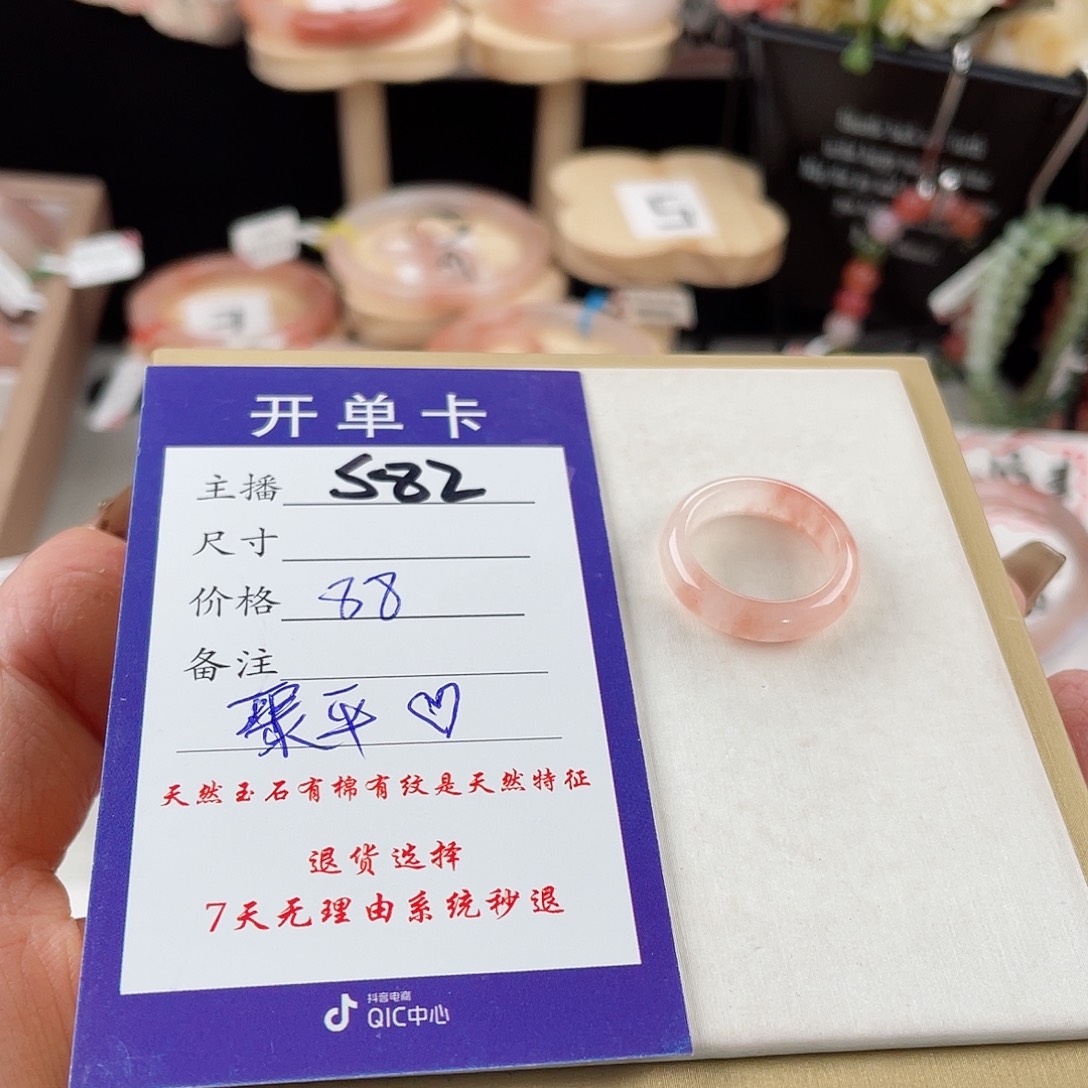 5
开单卡
主播 582
尺寸
价格 88
备注
聚平♡
天然玉石有棉有纹是天然特征
退货选择
7天无理由系统秒退
抖音电商
QIC中心